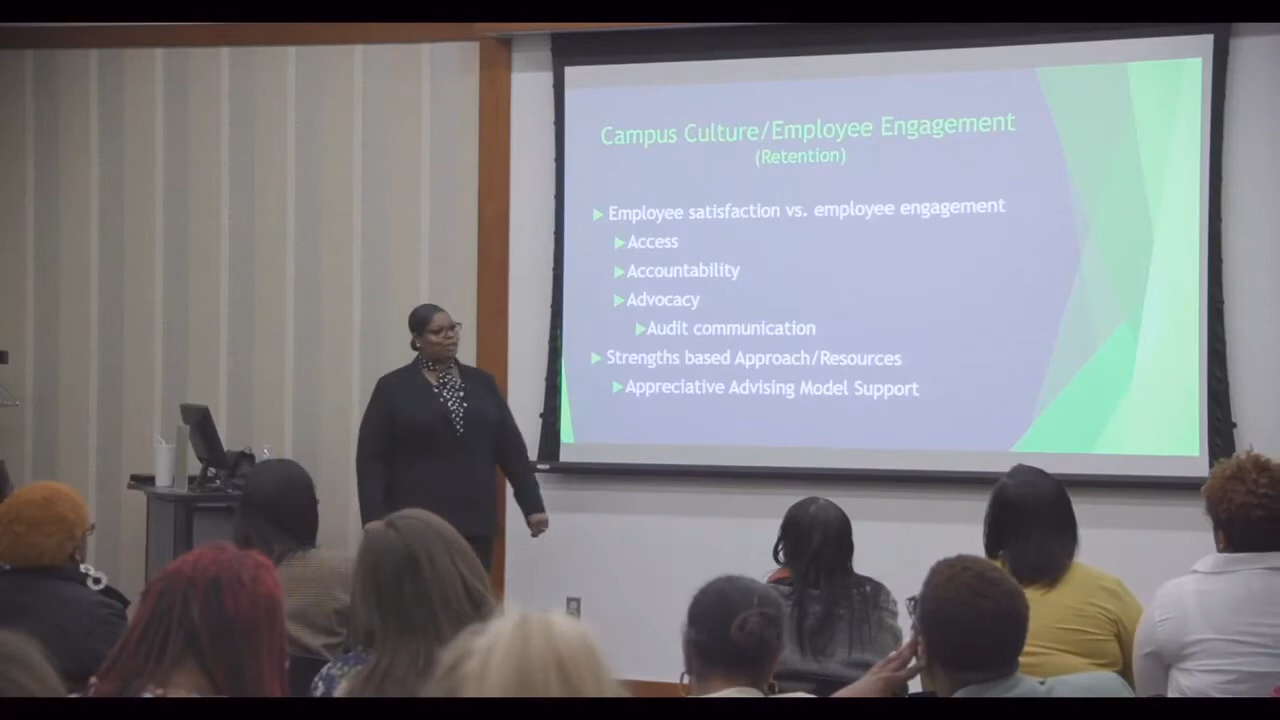 Campus Culture/Employee Engagement
(Retention)
Employee satisfaction vs. employee engagement
Access
Accountability
Advocacy
Audit communication
Strengths based Approach/Resources
Appreciative Advising Model Support